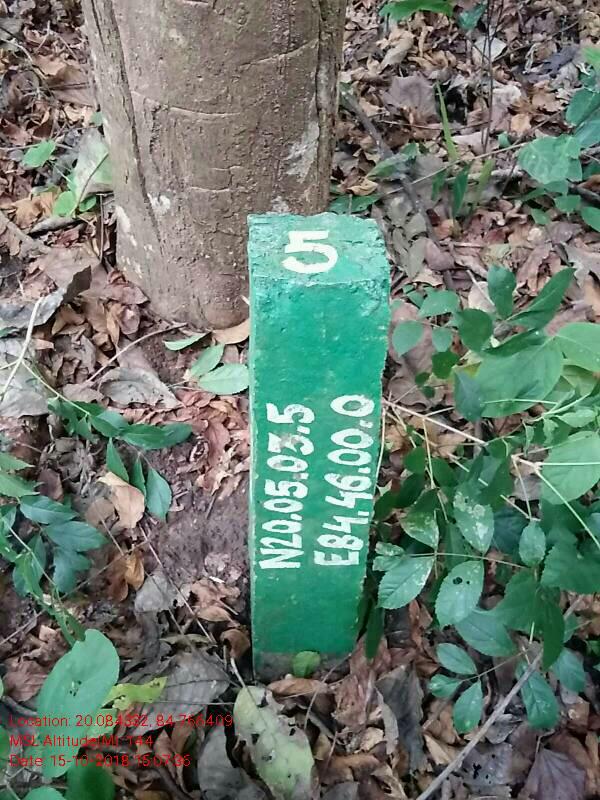 5
N20.05.03.5
E84.46.00.0
Location: 20.084332, 84.766409
MSL Altitude(M): 144
Date: 15-10-2018 15:07:36